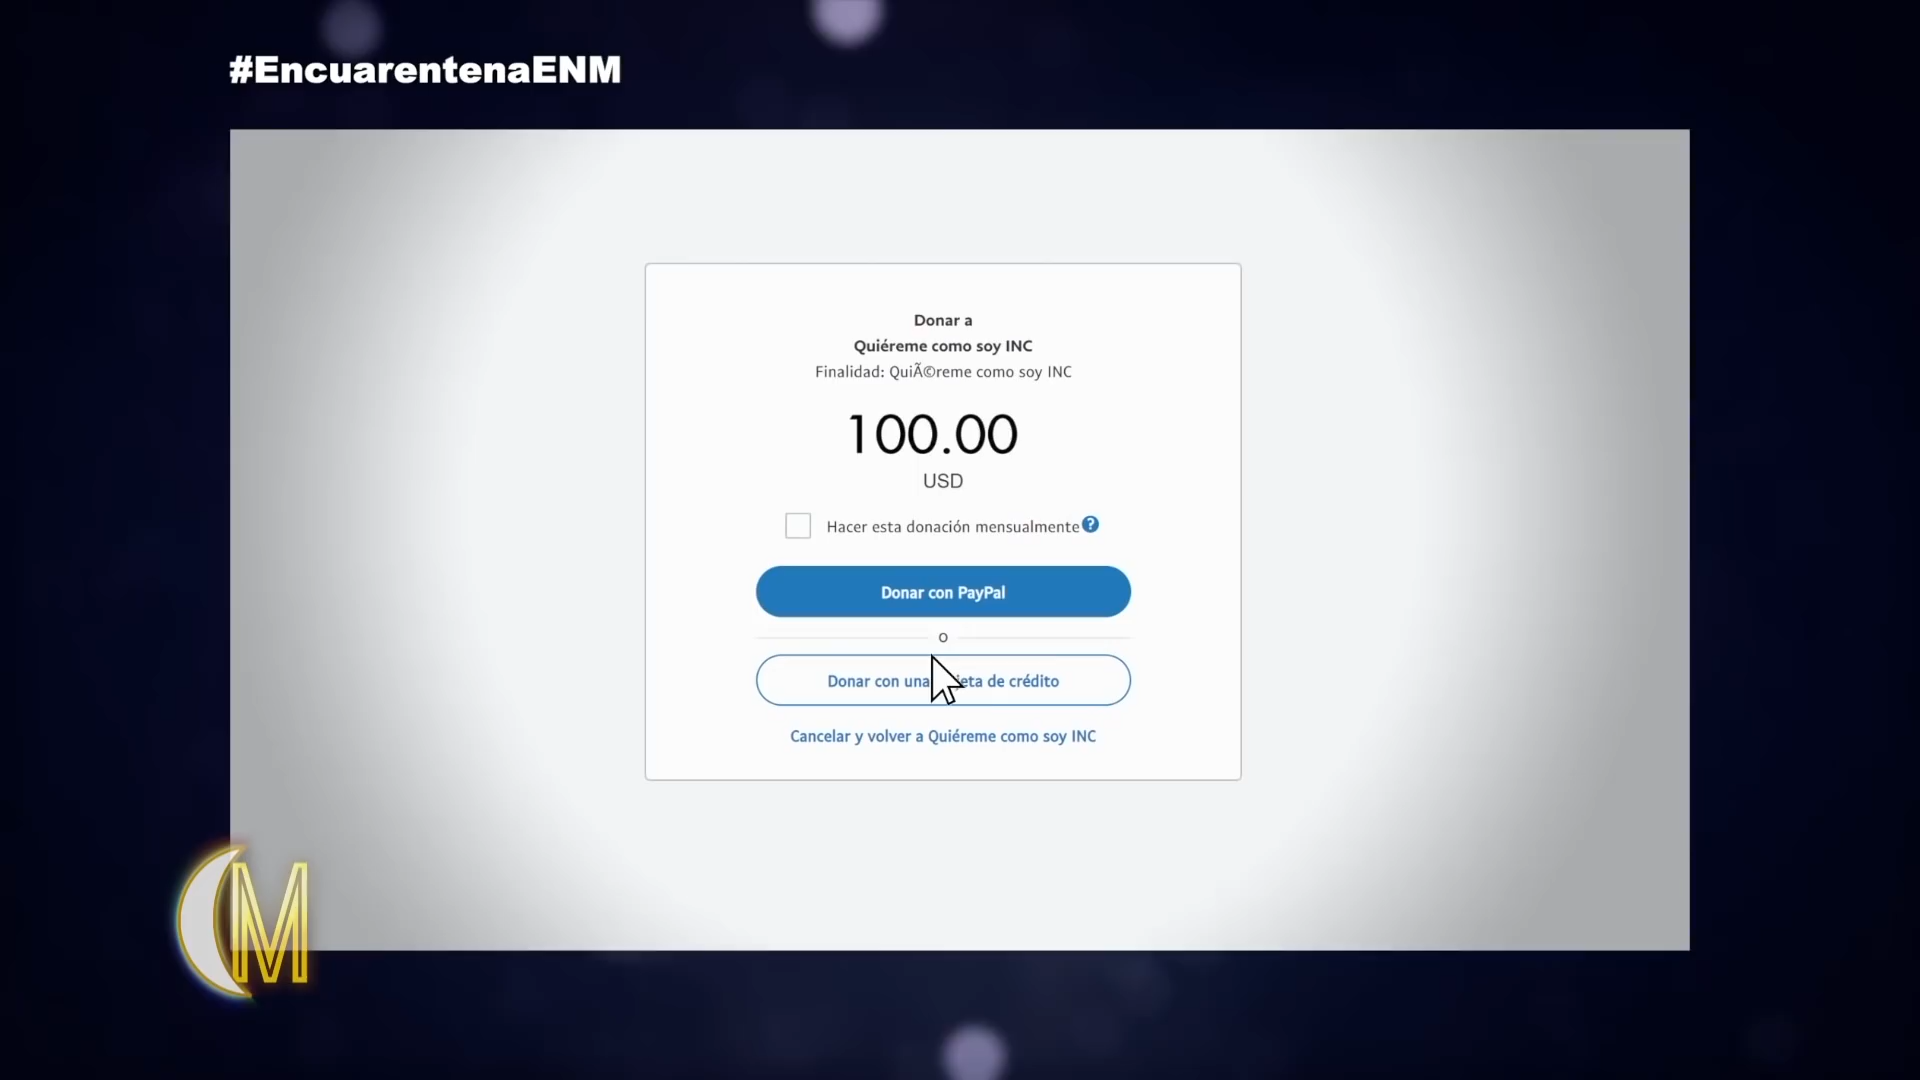 #EncuarentenaENM
Donar a
Quiéreme como soy INC
Finalidad: QuiÃ©reme como soy INC
100.00
USD
Hacer esta donación mensualmente ?
Donar con PayPal
o
Donar con una jeta de crédito
Cancelar y volver a Quiéreme como soy INC
M